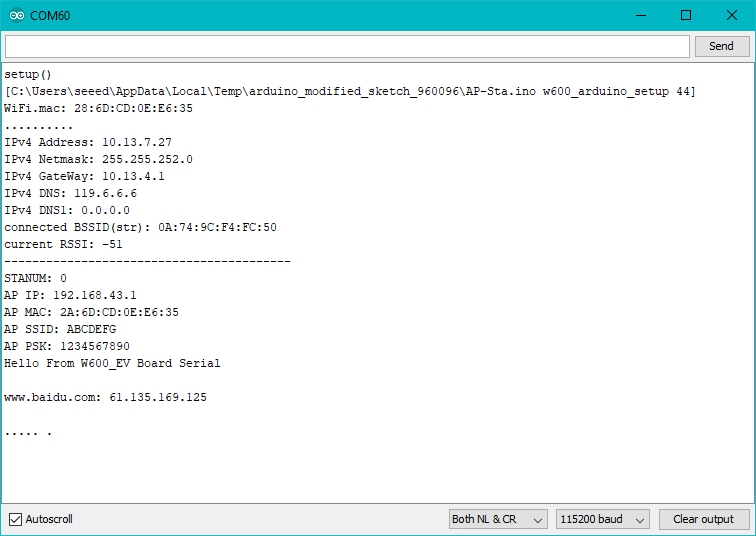 COM60
Send
setup()
[C:\Users\seeed\AppData\Local\Temp\arduino_modified_sketch_960096\AP-Sta.ino w600_arduino_setup 44]
WiFi.mac: 28:6D:CD:0E:E6:35
..........
IPv4 Address: 10.13.7.27
IPv4 Netmask: 255.255.252.0
IPv4 GateWay: 10.13.4.1
IPv4 DNS: 119.6.6.6
IPv4 DNS1: 0.0.0.0
connected BSSID(str): 0A:74:9C:F4:FC:50
current RSSI: -51
-----------------------------------------
STANUM: 0
AP IP: 192.168.43.1
AP MAC: 2A:6D:CD:0E:E6:35
AP SSID: ABCDEFG
AP PSK: 1234567890
Hello From W600_EV Board Serial
www.baidu.com: 61.135.169.125
..... .
Autoscroll
Both NL & CR
115200 baud
Clear output